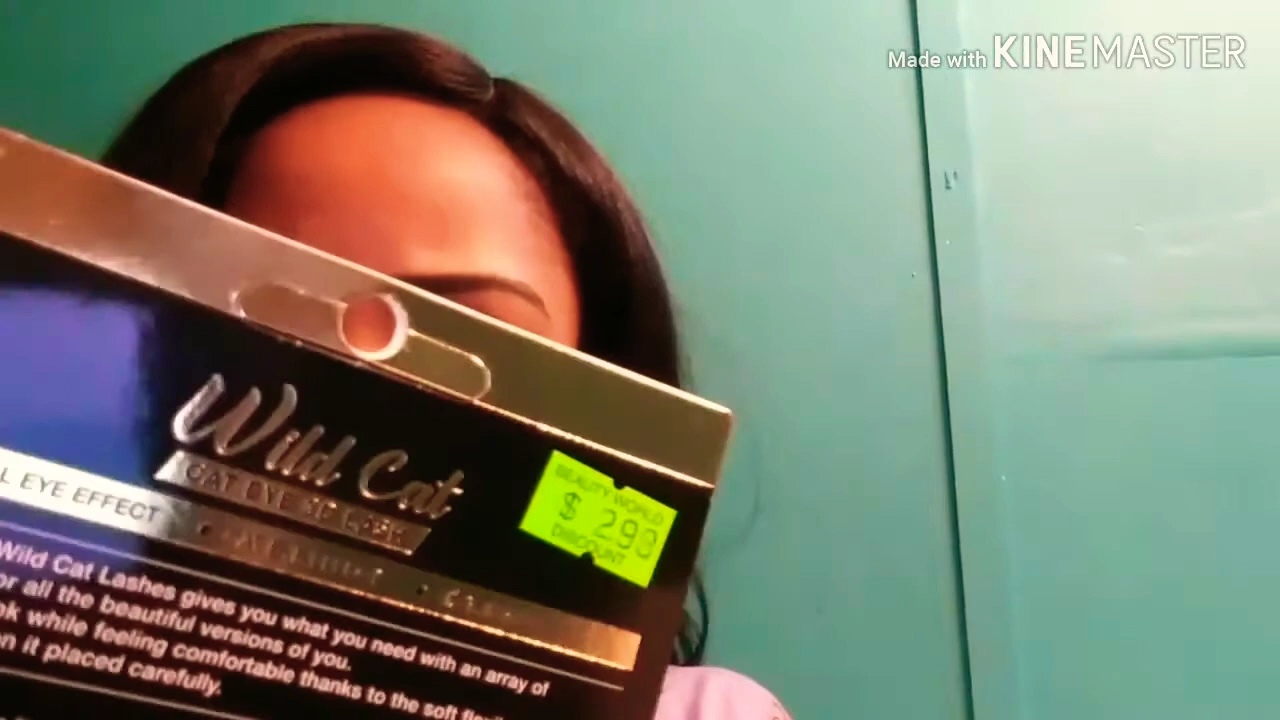 Made with KINEMASTER
Wild Cat
CAT EYE 3D LASH
BEAUTY WORLD
$ 2.99
DISCOUNT
L EYE EFFECT
Wild Cat Lashes gives you what you need with an array of
or all the beautiful versions of you.
ok while feeling comfortable thanks to the soft flexi
n it placed carefully.